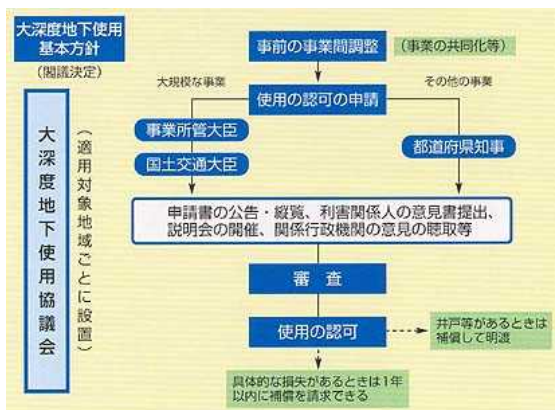 大深度地下使用
基本方針
(閣議決定)
大深度地下使用協議会
(適用対象地域ごとに設置)
事前の事業間調整
(事業の共同化等)
大規模な事業
その他の事業
使用の認可の申請
事業所管大臣
国土交通大臣
都道府県知事
申請書の公告・縦覧、利害関係人の意見書提出、
説明会の開催、関係行政機関の意見の聴取等
審 査
使用の認可
井戸等があるときは
補償して明渡
具体的な損失があるときは1年
以内に補償を請求できる